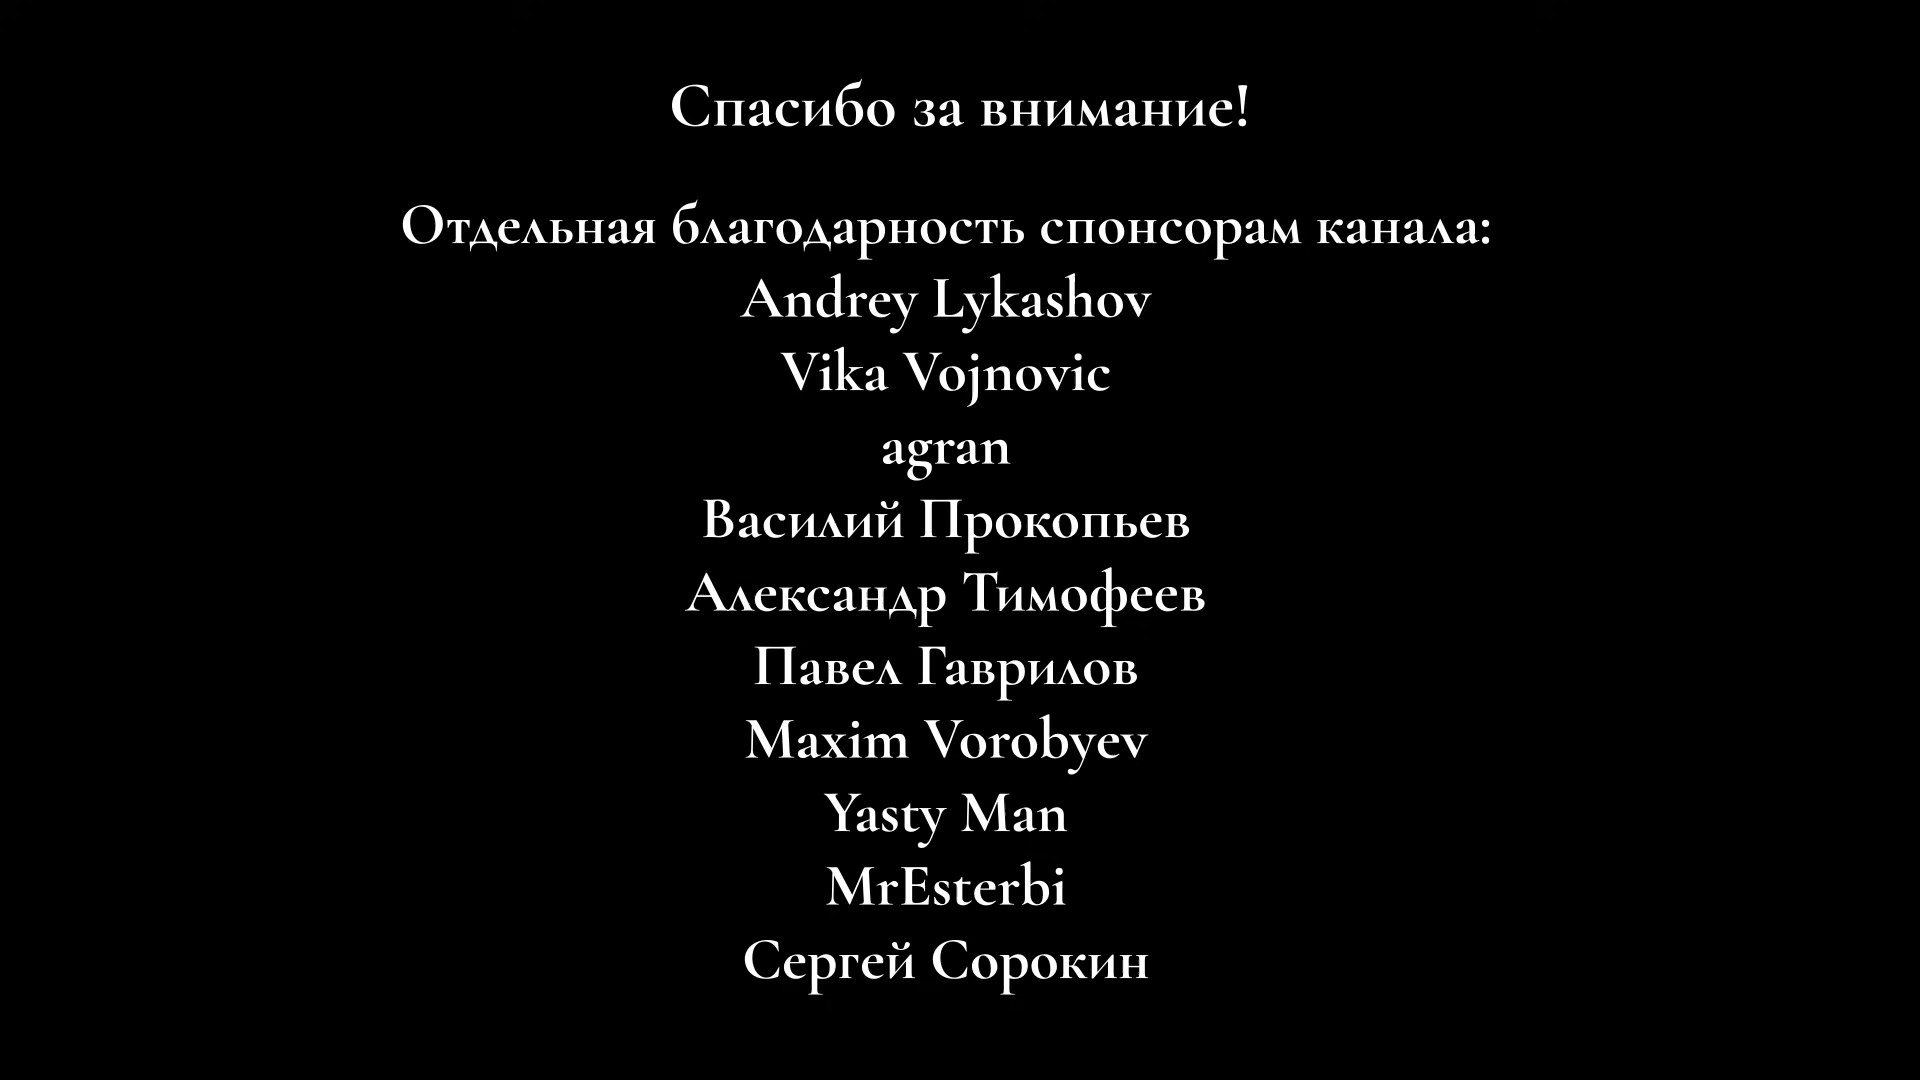 Спасибо за внимание!
Отдельная благодарность спонсорам канала:
Andrey Lykashov
Vika Vojnovic
agran
Василий Прокопьев
Александр Тимофеев
Павел Гаврилов
Maxim Vorobyev
Yasty Man
MrEsterbi
Сергей Сорокин